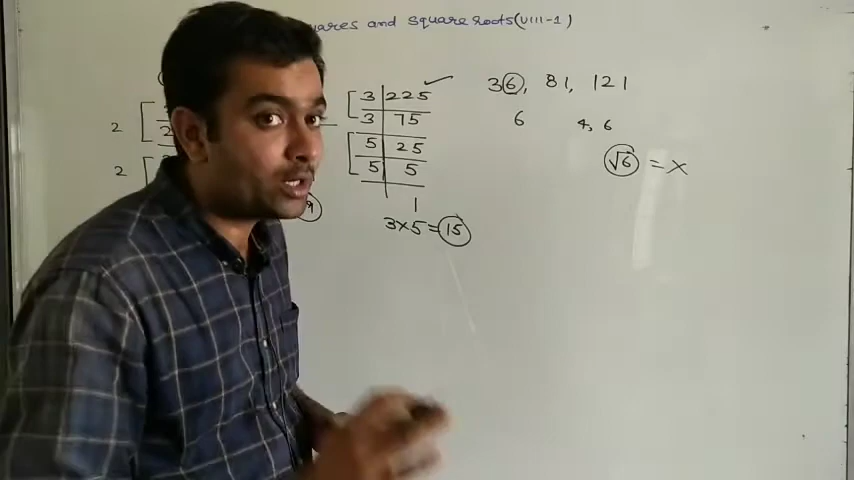 and square roots (VIII-1)
2
2
3 225
3 75
5 25
5 5
1
3×5=15
36, 81, 121
6 4, 6
√6 = x